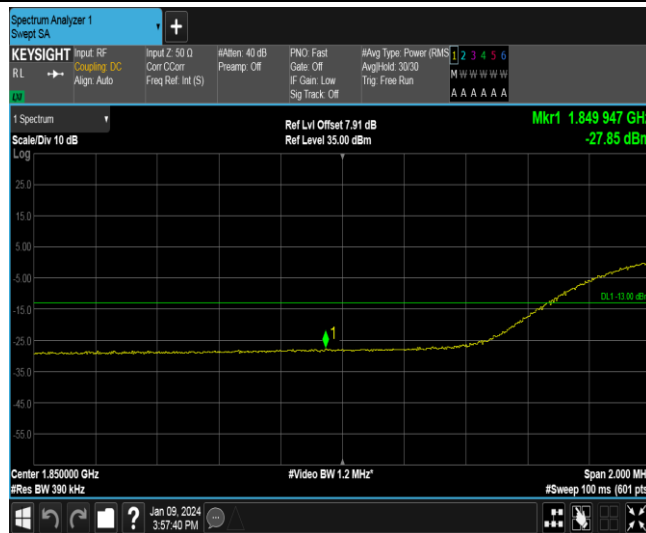 Spectrum Analyzer 1
Swept SA
+
KEYSIGHT
RL
Input: RF
Coupling: DC
Align: Auto
Input Z: 50 Ω
Corr CCorr
Freq Ref: Int (S)
#Atten: 40 dB
Preamp: Off
PNO: Fast
Gate: Off
IF Gain: Low
Sig Track: Off
#Avg Type: Power (RMS
Avg|Hold: 30/30
Trig: Free Run
1 2 3 4 5 6
M W W W W W
A A A A A A
1 Spectrum
Scale/Div 10 dB
Ref Lvl Offset 7.91 dB
Ref Level 35.00 dBm
Mkr1 1.849 947 GHz
-27.85 dBm
Log
25.0
15.0
5.00
-5.00
-15.0
-25.0
-35.0
-45.0
-55.0
DL1 -13.00 dBm
1
Center 1.850000 GHz
#Res BW 390 kHz
#Video BW 1.2 MHz*
Span 2.000 MH
#Sweep 100 ms (601 pts
?
Jan 09, 2024
3:57:40 PM